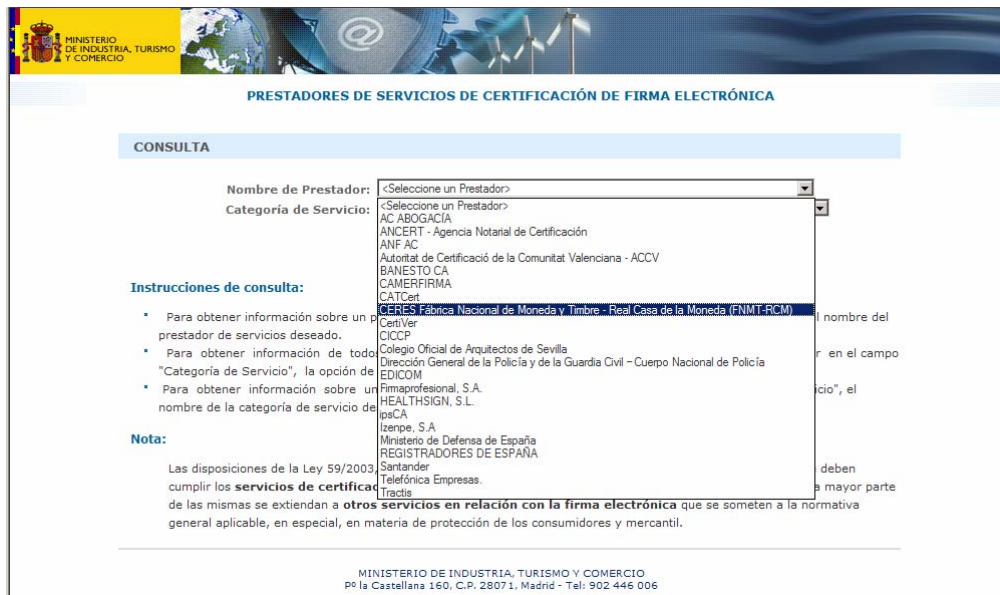 MINISTERIO
DE INDUSTRIA, TURISMO
Y COMERCIO
@
PRESTADORES DE SERVICIOS DE CERTIFICACIÓN DE FIRMA ELECTRÓNICA
CONSULTA
Nombre de Prestador: <Seleccione un Prestador>
Categoría de Servicio:
<Seleccione un Prestador>
AC ABOGACÍA
ANCERT - Agencia Notarial de Certificación
ANF AC
Autoritat de Certificació de la Comunitat Valenciana - ACCV
BANESTO CA
CAMERFIRMA
CATCert
CERES Fábrica Nacional de Moneda y Timbre - Real Casa de la Moneda (FNMT-RCM)
CertiVer
CICCP
Colegio Oficial de Arquitectos de Sevilla
Dirección General de la Policía y de la Guardia Civil – Cuerpo Nacional de Policía
EDICOM
Firmaprofesional, S.A.
HEALTHSIGN, S.L.
ipsCA
Izenpe, S.A
Ministerio de Defensa de España
REGISTRADORES DE ESPAÑA
Santander
Telefónica Empresas.
Tractis
Instrucciones de consulta:
Para obtener información sobre un p l nombre del
prestador de servicios deseado.
Para obtener información de todos r en el campo
"Categoría de Servicio", la opción de
Para obtener información sobre un icio", el
nombre de la categoría de servicio de
Nota:
Las disposiciones de la Ley 59/2003, deben
cumplir los servicios de certificac a mayor parte
de las mismas se extiendan a otros servicios en relación con la firma electrónica que se someten a la normativa
general aplicable, en especial, en materia de protección de los consumidores y mercantil.
MINISTERIO DE INDUSTRIA, TURISMO Y COMERCIO
Pº la Castellana 160, C.P. 28071, Madrid - Tel: 902 446 006